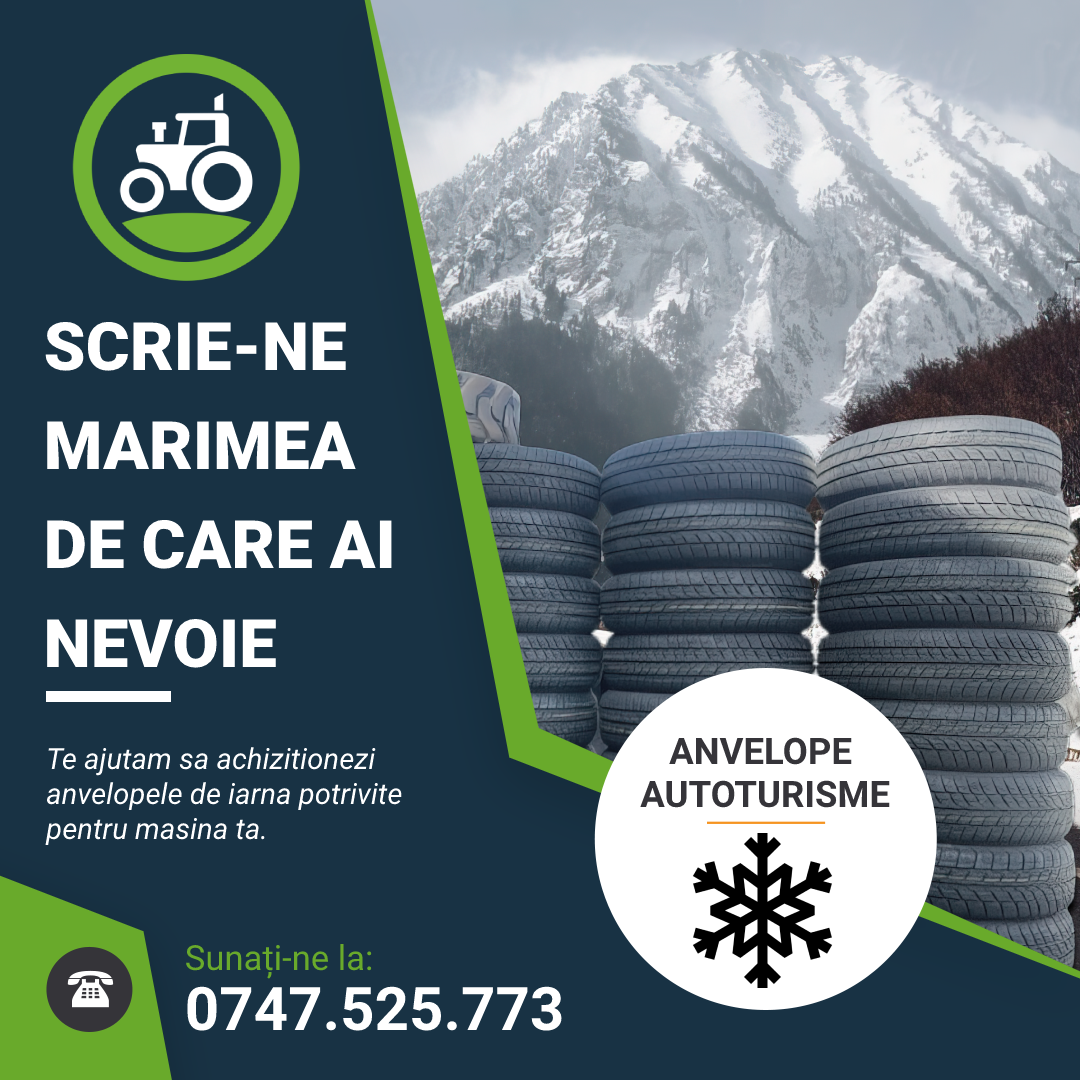 SCRIE-NE
MARIMEA
DE CARE AI
NEVOIE
Te ajutam sa achizitionezi
anvelopele de iarna potrivite
pentru masina ta.
ANVELOPE
AUTOTURISME
Sunați-ne la:
0747.525.773